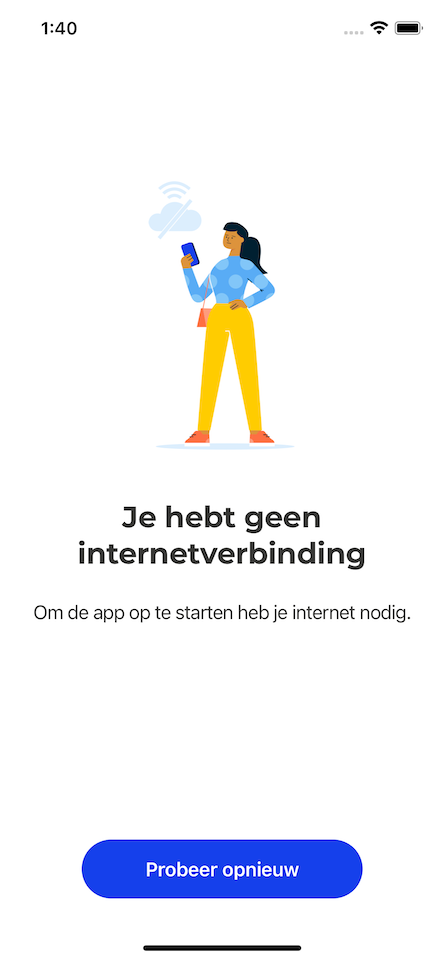 1:40
Je hebt geen
internetverbinding
Om de app op te starten heb je internet nodig.
Probeer opnieuw